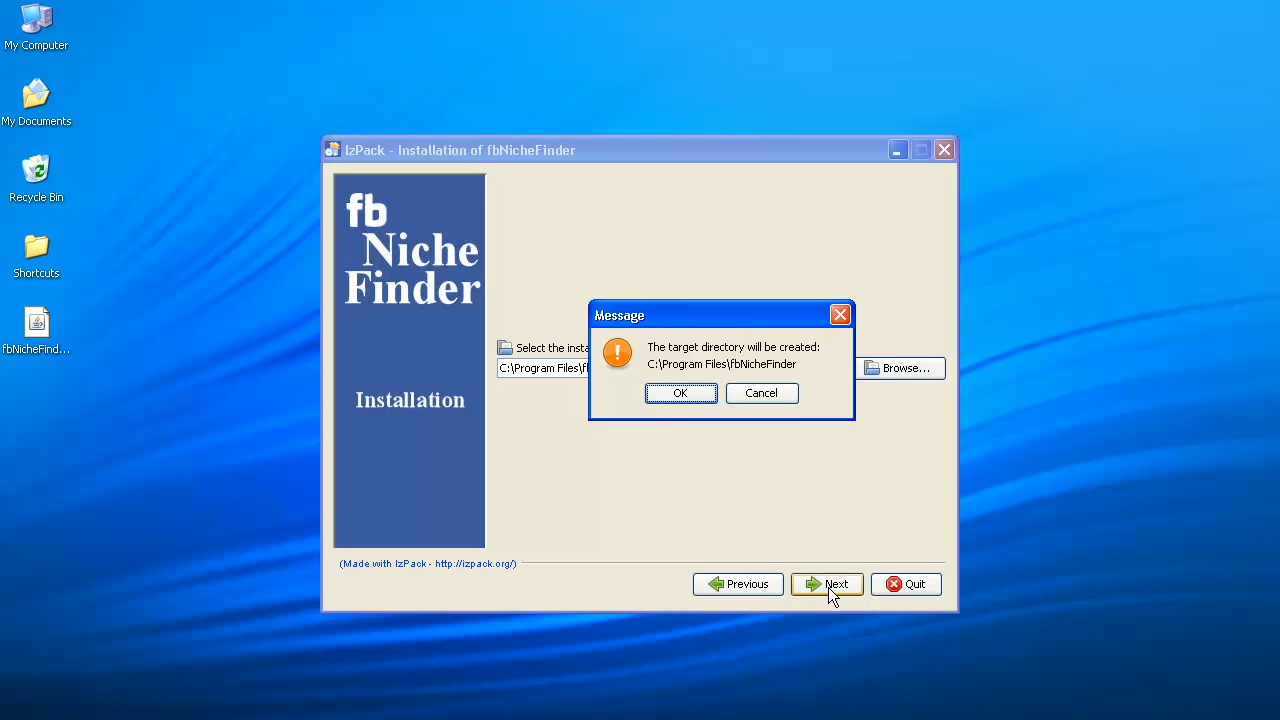 My Computer
My Documents
Recycle Bin
Shortcuts
fbNicheFind...
IzPack - Installation of fbNicheFinder
fb
Niche
Finder
Installation
Select the insta
C:\Program Files\f
Browse...
Message
The target directory will be created:
C:\Program Files\fbNicheFinder
OK
Cancel
(Made with IzPack - http://izpack.org/)
Previous
Next
Quit